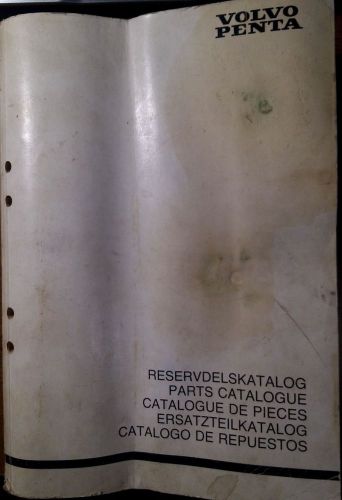 VOLVO
PENTA
RESERVDELSKATALOG
PARTS CATALOGUE
CATALOGUE DE PIECES
ERSATZTEILKATALOG
CATALOGO DE REPUESTOS